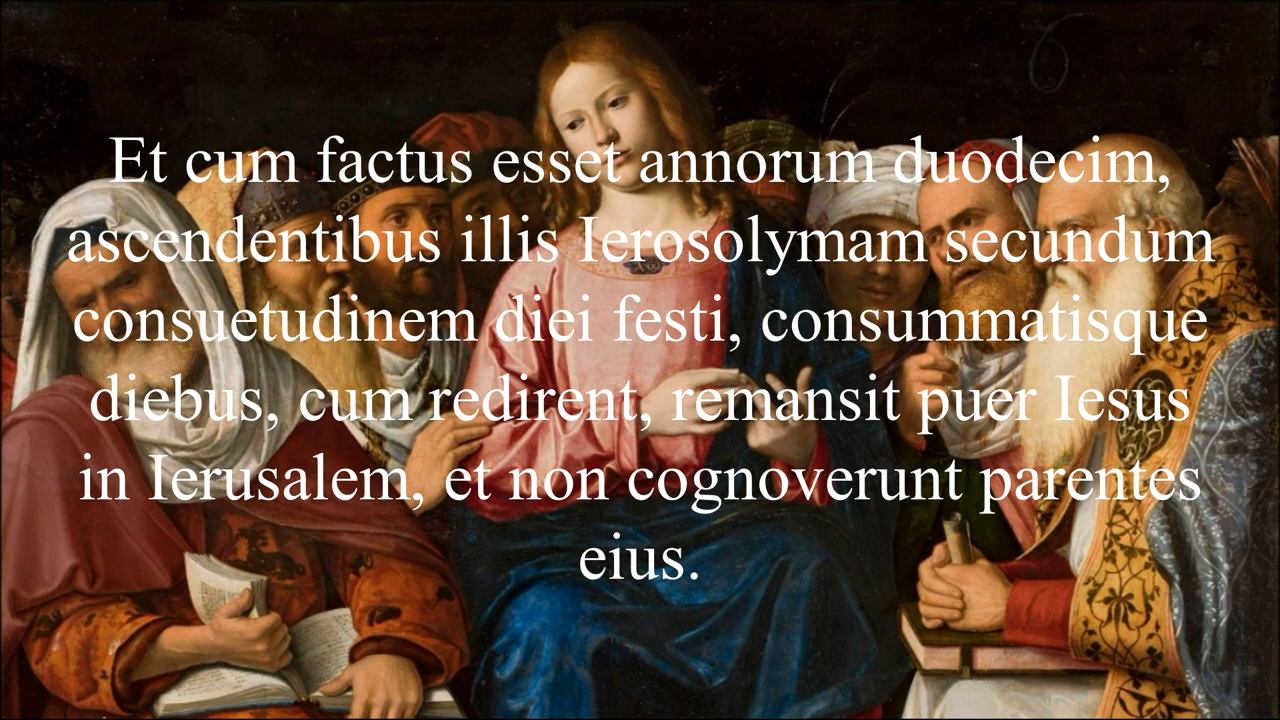 Et cum factus esset annorum duodecim,
ascendentibus illis Ierosolymam secundum
consuetudinem diei festi, consummatisque
diebus, cum redirent, remansit puer Iesus
in Ierusalem, et non cognoverunt parentes
eius.